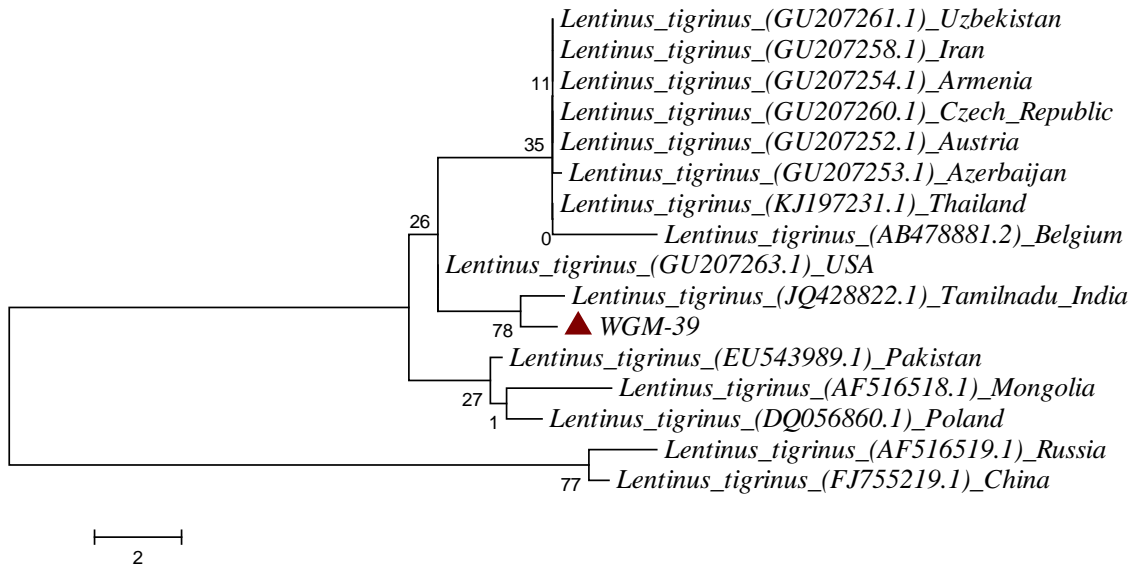 Lentinus_tigrinus_(GU207261.1)_Uzbekistan
Lentinus_tigrinus_(GU207258.1)_Iran
11
Lentinus_tigrinus_(GU207254.1)_Armenia
Lentinus_tigrinus_(GU207260.1)_Czech_Republic
35
Lentinus_tigrinus_(GU207252.1)_Austria
Lentinus_tigrinus_(GU207253.1)_Azerbaijan
Lentinus_tigrinus_(KJ197231.1)_Thailand
26
0
Lentinus_tigrinus_(AB478881.2)_Belgium
Lentinus_tigrinus_(GU207263.1)_USA
Lentinus_tigrinus_(JQ428822.1)_Tamilnadu_India
78
WGM-39
Lentinus_tigrinus_(EU543989.1)_Pakistan
27
Lentinus_tigrinus_(AF516518.1)_Mongolia
1
Lentinus_tigrinus_(DQ056860.1)_Poland
Lentinus_tigrinus_(AF516519.1)_Russia
77
Lentinus_tigrinus_(FJ755219.1)_China
2